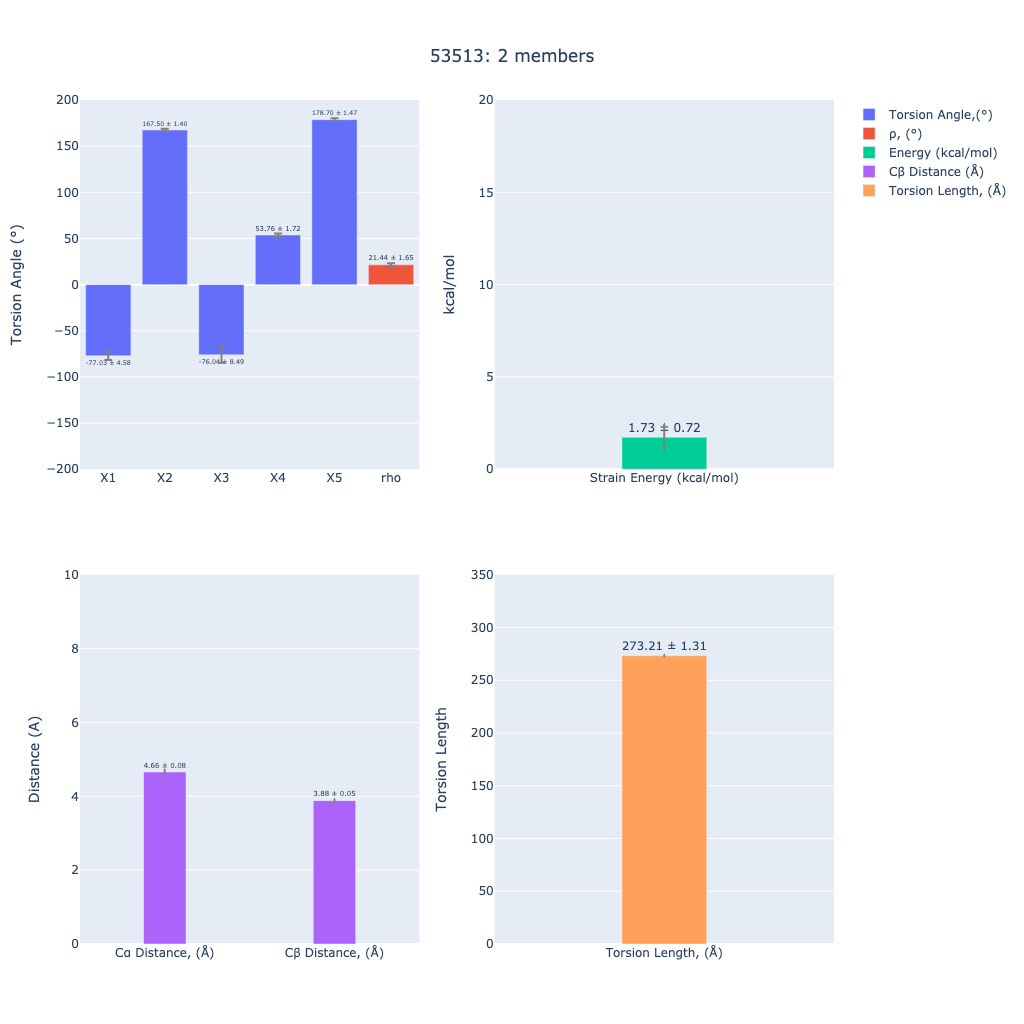 53513: 2 members
Torsion Angle (°)
200
150
100
50
0
−50
−100
−150
−200
178.70 ± 1.47
167.50 ± 1.40
53.76 ± 1.72
21.44 ± 1.65
-77.03 ± 4.58
-76.04 ± 8.49
X1
X2
X3
X4
X5
rho
kcal/mol
20
15
10
5
0
1.73 ± 0.72
Strain Energy (kcal/mol)
Torsion Angle,(°)
ρ, (°)
Energy (kcal/mol)
Cβ Distance (Å)
Torsion Length, (Å)
Distance (A)
10
8
6
4
2
0
4.66 ± 0.08
3.88 ± 0.05
Cα Distance, (Å)
Cβ Distance, (Å)
Torsion Length
350
300
250
200
150
100
50
0
273.21 ± 1.31
Torsion Length, (Å)